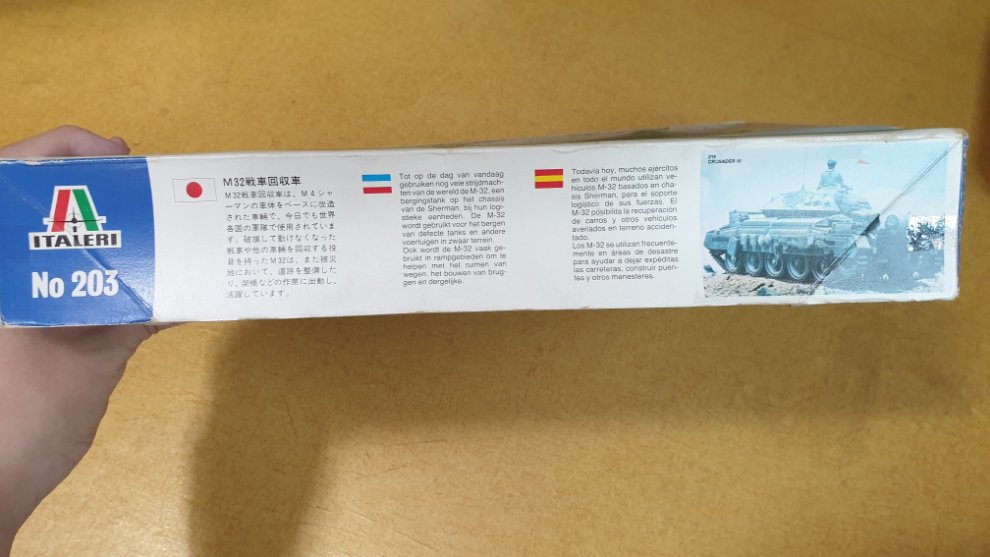 ITALERI
No 203
M32戦車回収車
M32戦車回収車は、M4シャ
ーマンの車体をベースに改造
された車輌で、今日でも世界
各国の軍隊で使用されていま
す。破損して動けなくなった
戦車や他の車輌を回収する役
目を持ったM32は、また被災
地において、道路を整備した
り、架橋などの作業に出動し、
活躍しています。
Tot op de dag van vandaag
gebruiken nog vele strijdmach-
ten van de wereld de M-32, een
bergingstank op het chassis
van de Sherman, bij hun logi-
stieke eenheden. De M-32
wordt gebruikt voor het bergen
van defecte tanks en andere
voertuigen in zwaar terrein.
Ook wordt de M-32 vaak ge-
bruikt in rampgebieden om te
helpen met het ruimen van
wegen, het bouwen van brug-
gen en dergelijke.
Todavia hoy, muchos ejércitos
en todo el mundo utilizan ve-
hiculos M-32 basados en cha-
sis Sherman, para el soporte
logistico de sus fuerzas. El
M-32 posibilita la recuperación
de carros y otros vehiculos
averiados en terreno acciden-
tado.
Los M-32 se utilizan frecuente-
mente en áreas de desastre
para ayudar a dejar expéditas
las carreteras, construir puen-
tes y otros menesteres.
CRUSADER III